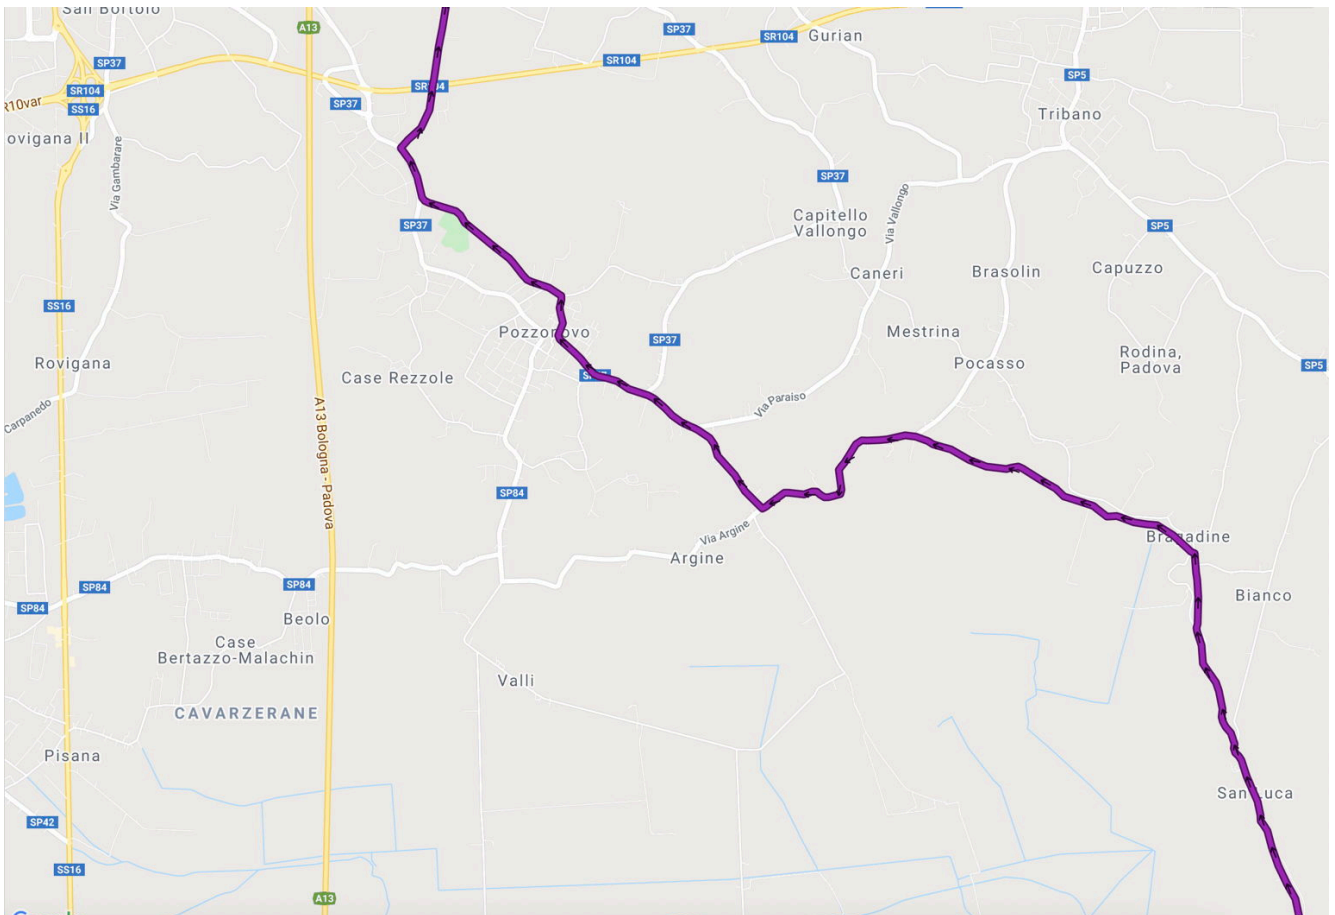 San Bortolo
A13
SP37
Gurian
SR104
SR104
SP37
SP5
SR104
SS16
SP37
R10var
Tribano
ovigana II
Via Gambarare
SP37
Via Vallongo
SP37
Capitello
Vallongo
SP5
Caneri
Brasolin
Capuzzo
SS16
Pozzonovo
Mestrina
SP37
Rovigana
Case Rezzole
Pocasso
Rodina,
Padova
SP5
Carpanedo
Via Paraiso
A13 Bologna - Padova
SP84
Via Argine
Argine
SP84
SP84
SP84
Bianco
Beolo
Case
Bertazzo-Malachin
Valli
CAVARZERANE
Pisana
San Luca
SP42
SS16
A13